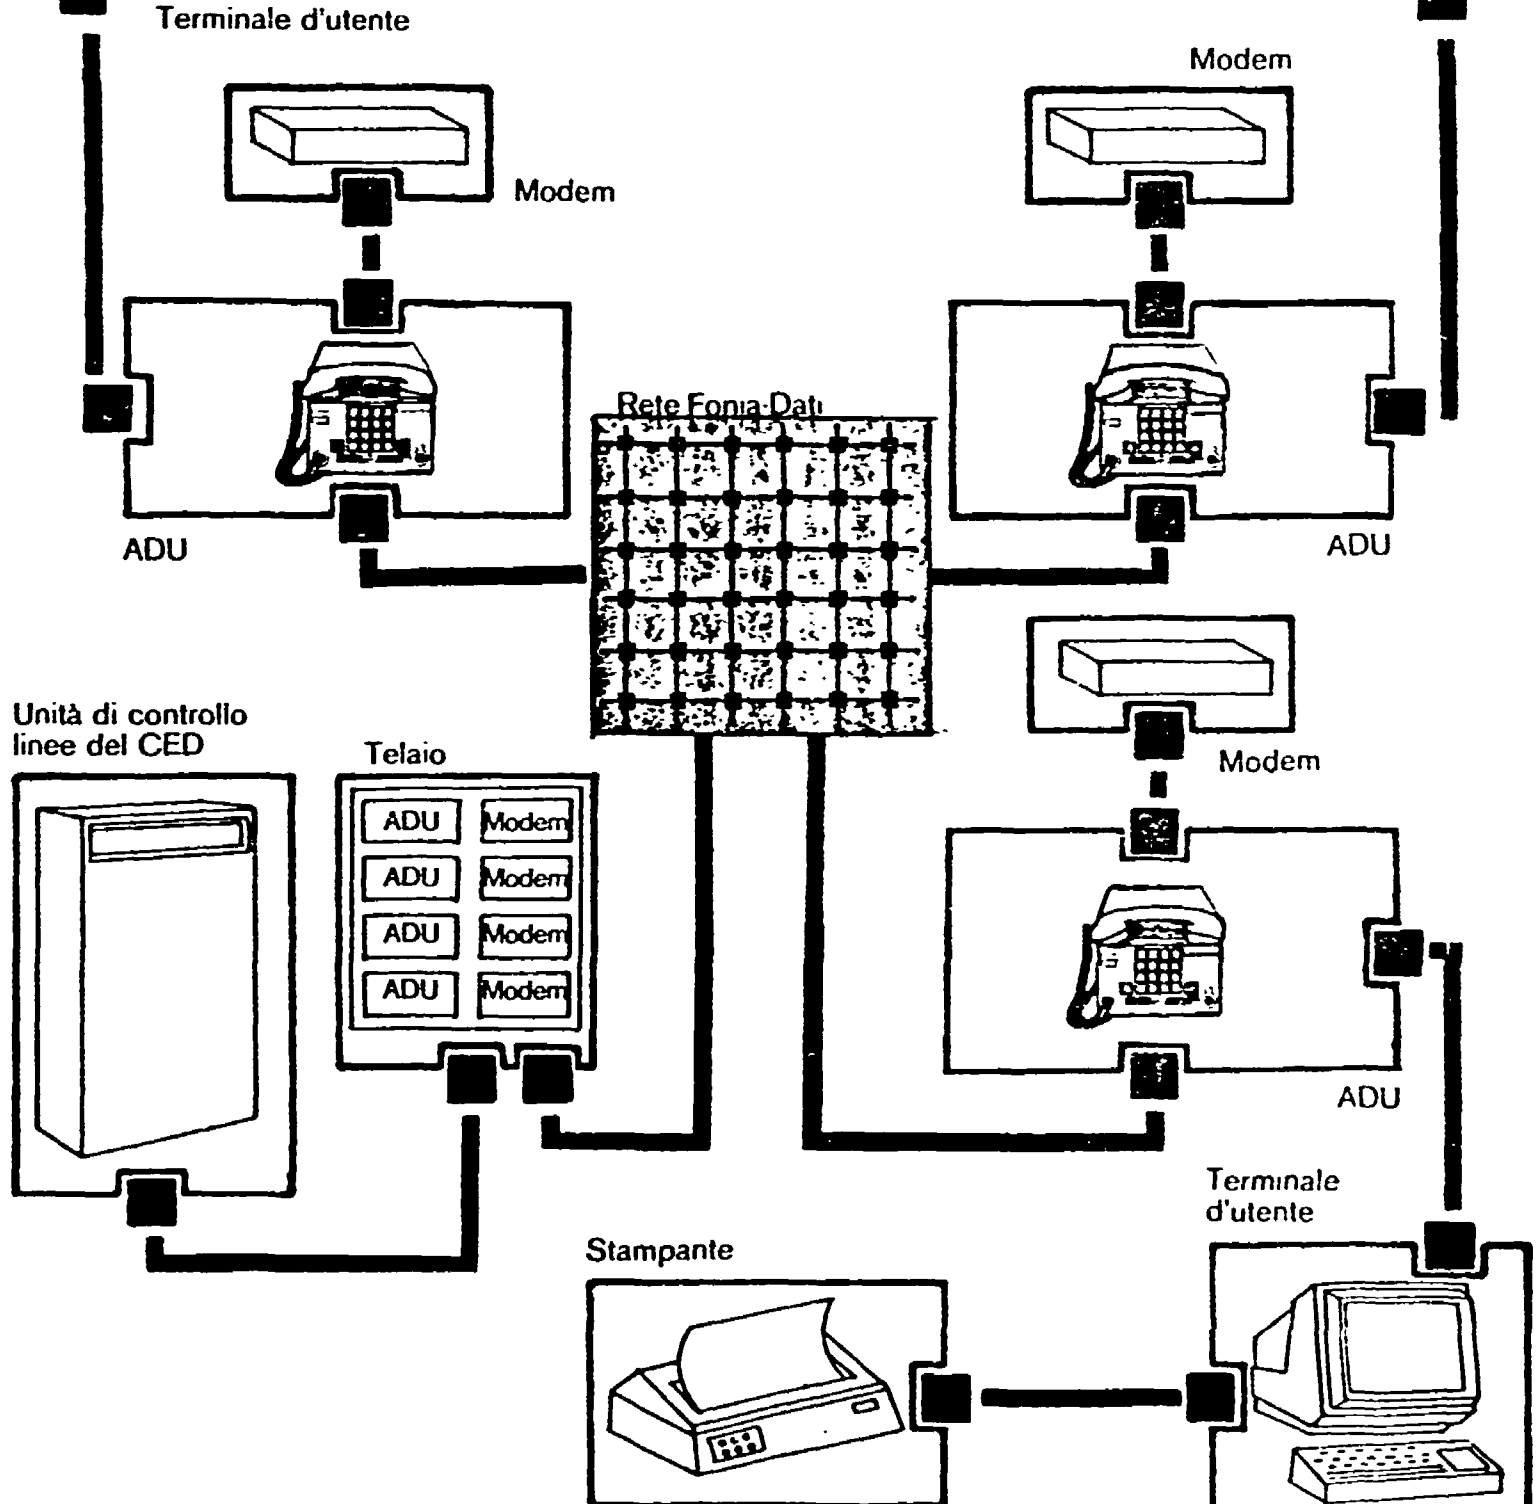 Terminale d'utente
Modem
Modem
Rete Fonia-Dati
ADU
ADU
Unità di controllo
linee del CED
Telaio
Modem
ADU Modem
ADU Modem
ADU Modem
ADU Modem
ADU
Terminale
d'utente
Stampante